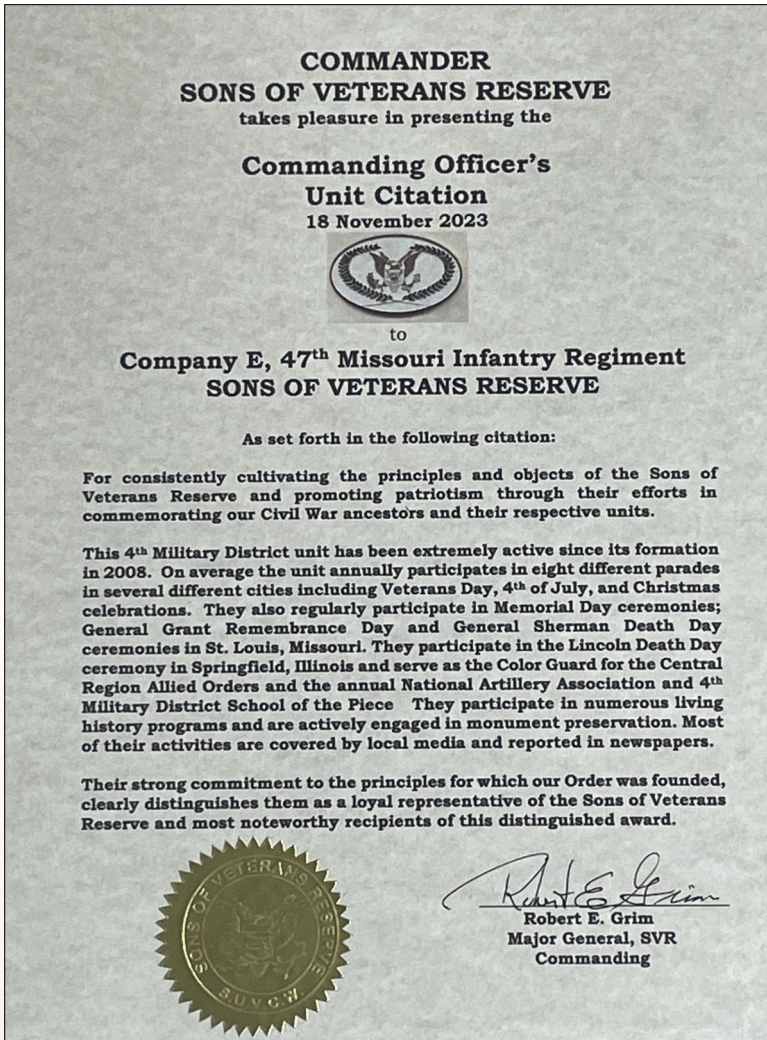 COMMANDER
SONS OF VETERANS RESERVE
takes pleasure in presenting the
Commanding Officer's
Unit Citation
18 November 2023
to
Company E, 47th Missouri Infantry Regiment
SONS OF VETERANS RESERVE
As set forth in the following citation:
For consistently cultivating the principles and objects of the Sons of
Veterans Reserve and promoting patriotism through their efforts in
commemorating our Civil War ancestors and their respective units.
This 4th Military District unit has been extremely active since its formation
in 2008. On average the unit annually participates in eight different parades
in several different cities including Veterans Day, 4th of July, and Christmas
celebrations. They also regularly participate in Memorial Day ceremonies;
General Grant Remembrance Day and General Sherman Death Day
ceremonies in St. Louis, Missouri. They participate in the Lincoln Death Day
ceremony in Springfield, Illinois and serve as the Color Guard for the Central
Region Allied Orders and the annual National Artillery Association and 4th
Military District School of the Piece They participate in numerous living
history programs and are actively engaged in monument preservation. Most
of their activities are covered by local media and reported in newspapers.
Their strong commitment to the principles for which our Order was founded,
clearly distinguishes them as a loyal representative of the Sons of Veterans
Reserve and most noteworthy recipients of this distinguished award.
SONS OF VETERANS RESERVE
S.U.V.C.W.
Robert E Grim
Robert E. Grim
Major General, SVR
Commanding